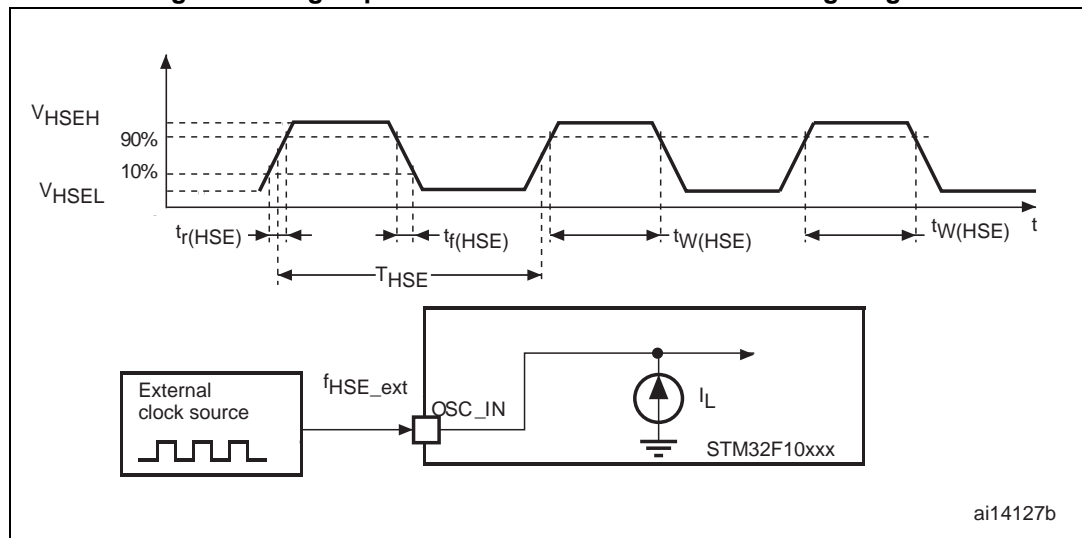 VHSEH
90%
10%
VHSEL
tr(HSE)
tf(HSE)
tW(HSE)
tW(HSE)
t
THSE
External
clock source
fHSE_ext
OSC_IN
IL
STM32F10xxx
ai14127b